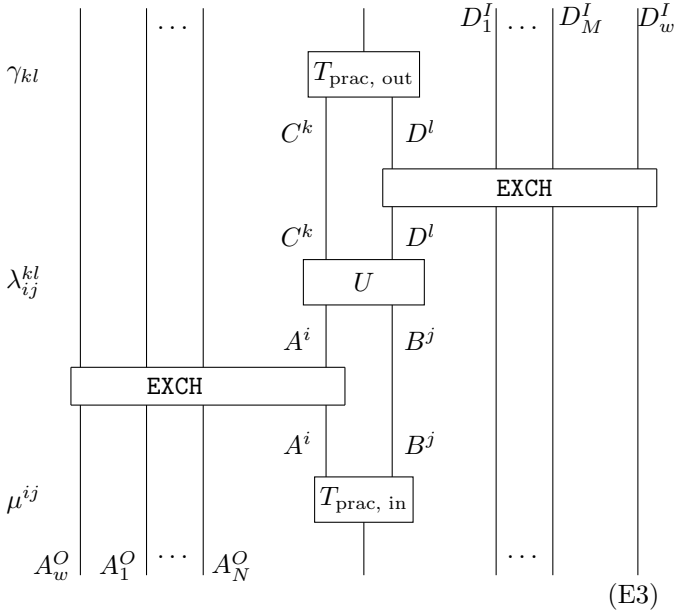 … D_1^I … D_M^I D_w^I
γ_{kl} T_{prac, out}
C^k D^l
EXCH
C^k D^l
λ_{ij}^{kl} U
A^i B^j
EXCH
A^i B^j
μ^{ij} T_{prac, in}
A_w^O A_1^O … A_N^O …
(E3)